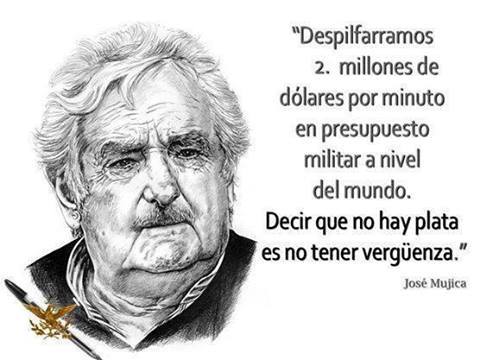 “Despilfarramos
2. millones de
dólares por minuto
en presupuesto
militar a nivel
del mundo.
Decir que no hay plata
es no tener vergüenza.”
José Mujica